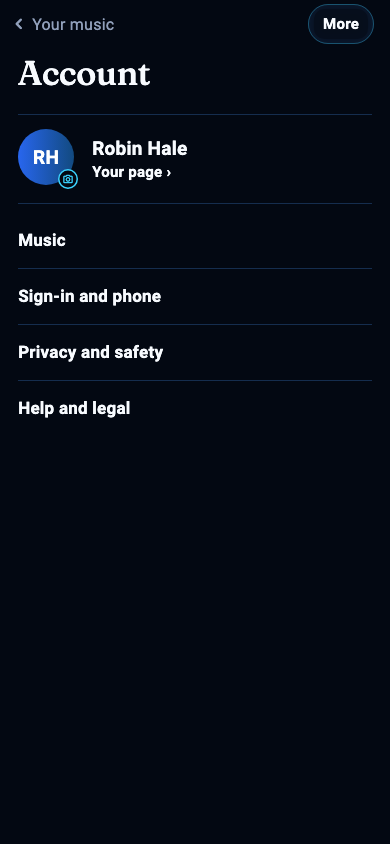 Your music
More
Account
RH
Robin Hale
Your page ›
Music
Sign-in and phone
Privacy and safety
Help and legal